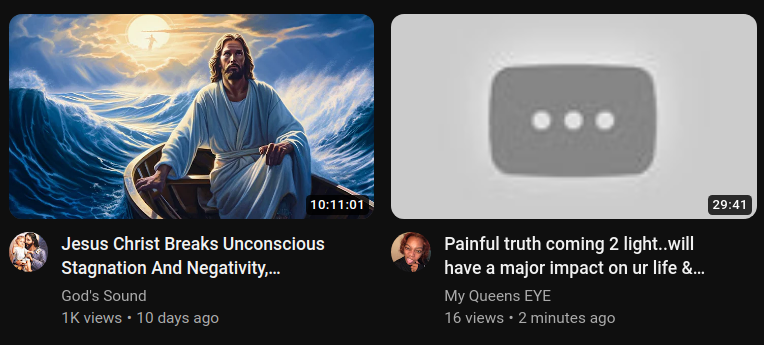 10:11:01
Jesus Christ Breaks Unconscious
Stagnation And Negativity,...
God's Sound
1K views • 10 days ago
29:41
Painful truth coming 2 light..will
have a major impact on ur life &...
My Queens EYE
16 views • 2 minutes ago